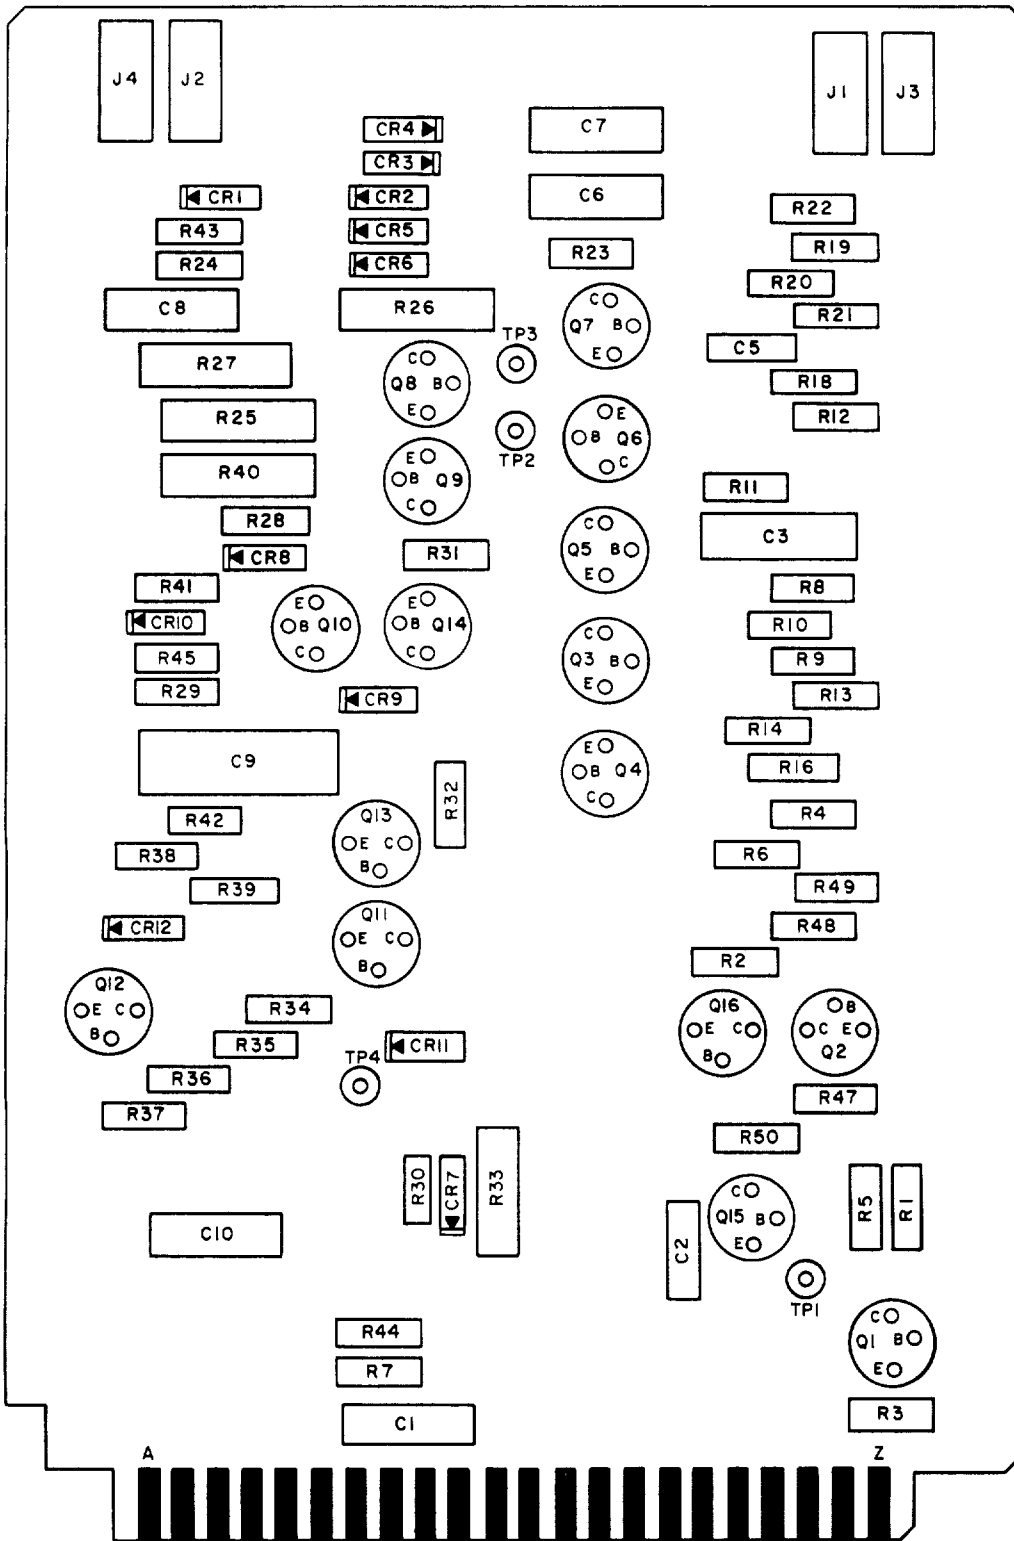 J4 J2 J1 J3
CR4 C7
CR3
CR1 CR2 C6 R22
R43 CR5 R19
R24 CR6 R23 R20
C8 R26 C Q7 B E R21
TP3 C5
R27 C Q8 B E R18
R25 TP2 E B Q6 C R12
R40 E B Q9 C R11
R28 C3
CR8 R31 C Q5 B E
R41 R8
CR10 E B Q10 C E B Q14 C R10
R45 C Q3 B E R9
R29 CR9 R13
R14
C9 E B Q4 C R16
R32
R42 Q13 E C B R4
R38 R6
R39 R49
CR12 Q11 E C B R48
R2
Q12 E C B R34 Q16 E C B B C E Q2
R35 TP4 CR11
R36 R47
R37 R50
R30 CR7 R33 C Q15 B E R5 R1
C10 C2
TP1
R44 C Q1 B E
R7
C1 R3
A Z